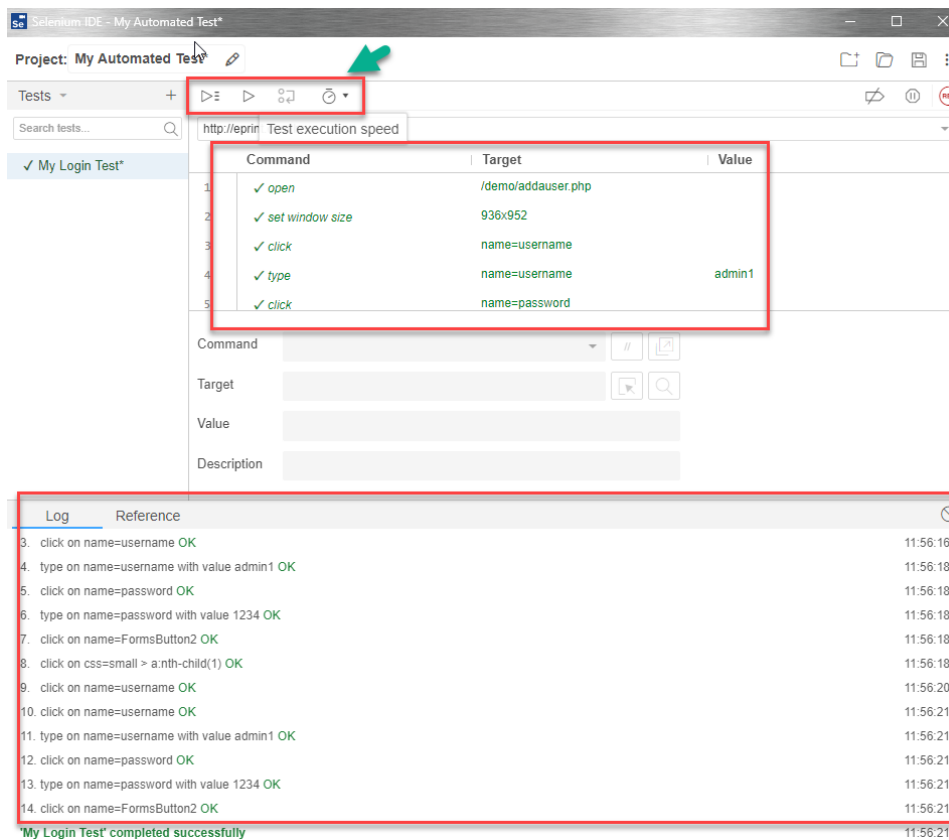 Se Selenium IDE - My Automated Test*
Project: My Automated Test*
Tests +
Search tests... http://eprin
Test execution speed
✓ My Login Test*
Command Target Value
1 ✓ open /demo/addauser.php
2 ✓ set window size 936x952
3 ✓ click name=username
4 ✓ type name=username admin1
5 ✓ click name=password
Command //
Target
Value
Description
Log Reference
3. click on name=username OK 11:56:16
4. type on name=username with value admin1 OK 11:56:18
5. click on name=password OK 11:56:18
6. type on name=password with value 1234 OK 11:56:18
7. click on name=FormsButton2 OK 11:56:18
8. click on css=small > a:nth-child(1) OK 11:56:18
9. click on name=username OK 11:56:20
10. click on name=username OK 11:56:21
11. type on name=username with value admin1 OK 11:56:21
12. click on name=password OK 11:56:21
13. type on name=password with value 1234 OK 11:56:21
14. click on name=FormsButton2 OK 11:56:21
'My Login Test' completed successfully 11:56:21